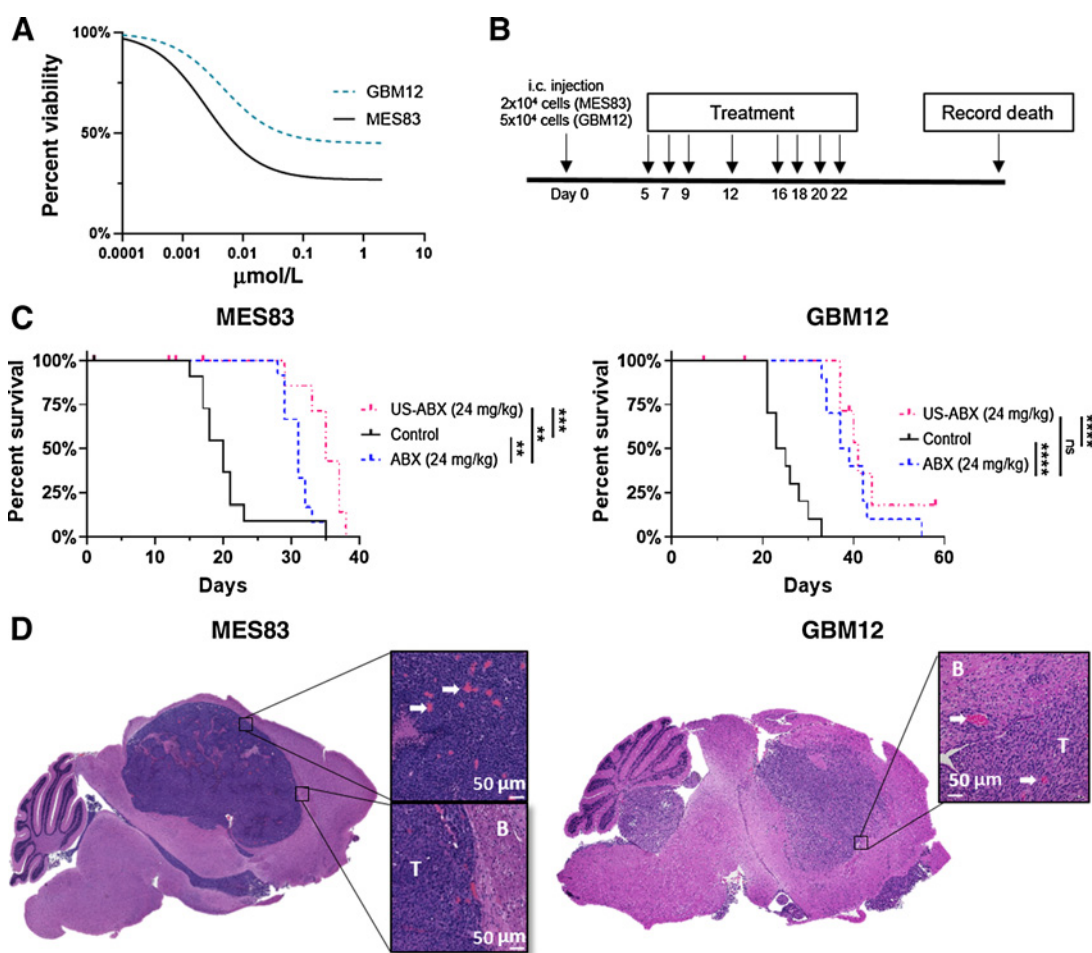 A
100%
50%
0%
Percent viability
0.0001
0.001
0.01
0.1
1
10
μmol/L
GBM12
MES83
B
i.c. injection
2x10⁴ cells (MES83)
5x10⁴ cells (GBM12)
Treatment
Record death
Day 0
5
7
9
12
16
18
20
22
C
MES83
100%
75%
50%
25%
0%
Percent survival
0
10
20
30
40
Days
US-ABX (24 mg/kg)
Control
ABX (24 mg/kg)
**
**
***
GBM12
100%
75%
50%
25%
0%
Percent survival
0
20
40
60
Days
US-ABX (24 mg/kg)
Control
ABX (24 mg/kg)
****
ns
****
D
MES83
50 μm
B
T
50 μm
GBM12
B
T
50 μm